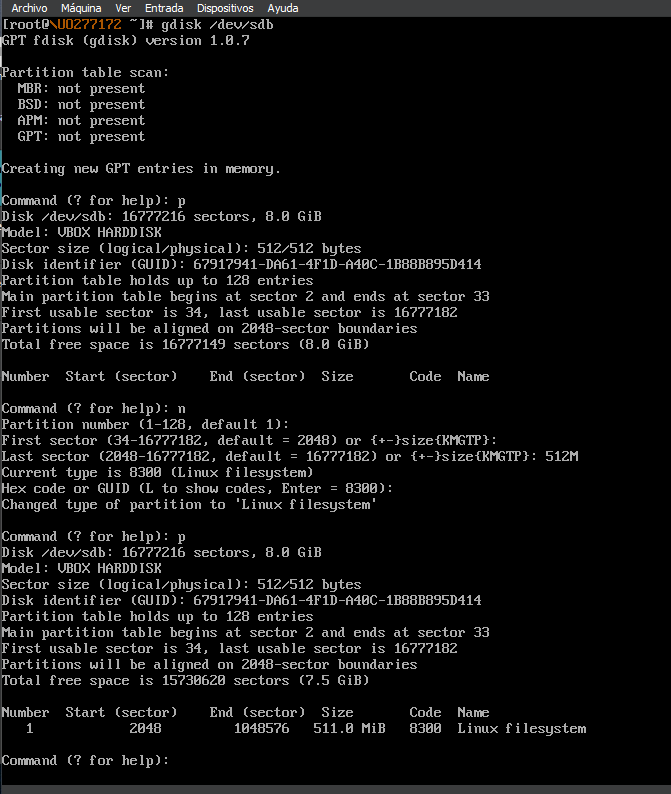 Archivo Máquina Ver Entrada Dispositivos Ayuda
[root@\UO277172 ~]# gdisk /dev/sdb
GPT fdisk (gdisk) version 1.0.7
Partition table scan:
  MBR: not present
  BSD: not present
  APM: not present
  GPT: not present
Creating new GPT entries in memory.
Command (? for help): p
Disk /dev/sdb: 16777216 sectors, 8.0 GiB
Model: VBOX HARDDISK
Sector size (logical/physical): 512/512 bytes
Disk identifier (GUID): 67917941-DA61-4F1D-A40C-1B88B895D414
Partition table holds up to 128 entries
Main partition table begins at sector 2 and ends at sector 33
First usable sector is 34, last usable sector is 16777182
Partitions will be aligned on 2048-sector boundaries
Total free space is 16777149 sectors (8.0 GiB)
Number  Start (sector)    End (sector)  Size       Code  Name
Command (? for help): n
Partition number (1-128, default 1):
First sector (34-16777182, default = 2048) or {+-}size{KMGTP}:
Last sector (2048-16777182, default = 16777182) or {+-}size{KMGTP}: 512M
Current type is 8300 (Linux filesystem)
Hex code or GUID (L to show codes, Enter = 8300):
Changed type of partition to 'Linux filesystem'
Command (? for help): p
Disk /dev/sdb: 16777216 sectors, 8.0 GiB
Model: VBOX HARDDISK
Sector size (logical/physical): 512/512 bytes
Disk identifier (GUID): 67917941-DA61-4F1D-A40C-1B88B895D414
Partition table holds up to 128 entries
Main partition table begins at sector 2 and ends at sector 33
First usable sector is 34, last usable sector is 16777182
Partitions will be aligned on 2048-sector boundaries
Total free space is 15730620 sectors (7.5 GiB)
Number  Start (sector)    End (sector)  Size       Code  Name
   1            2048         1048576   511.0 MiB   8300  Linux filesystem
Command (? for help):